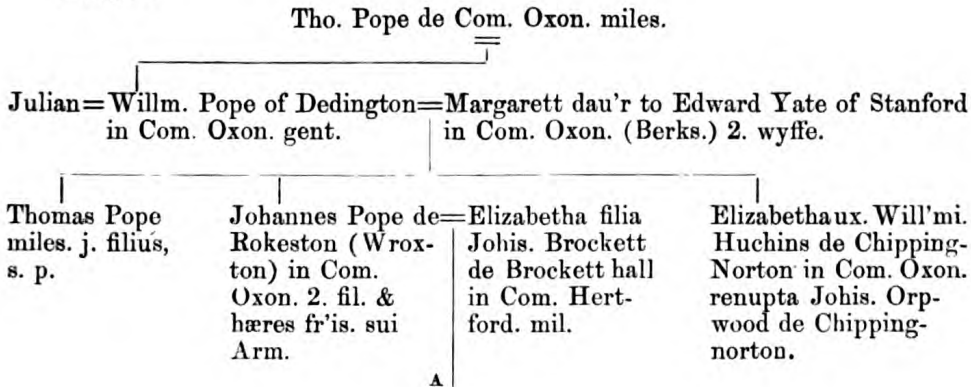 Tho. Pope de Com. Oxon. miles.
Julian=Willm. Pope of Dedington=Margarett dau'r to Edward Yate of Stanford
in Com. Oxon. gent.
in Com. Oxon. (Berks.) 2. wyffe.
Thomas Pope
miles. j. filius,
s. p.
Johannes Pope de=Elizabetha filia
Rokeston (Wrox-
ton) in Com.
Oxon. 2. fil. &
hæres fr'is. sui
Arm.
Johis. Brockett
de Brockett hall
in Com. Hert-
ford. mil.
Elizabetha ux. Will'mi.
Huchins de Chipping-
Norton in Com. Oxon.
renupta Johis. Orp-
wood de Chipping-
norton.
A